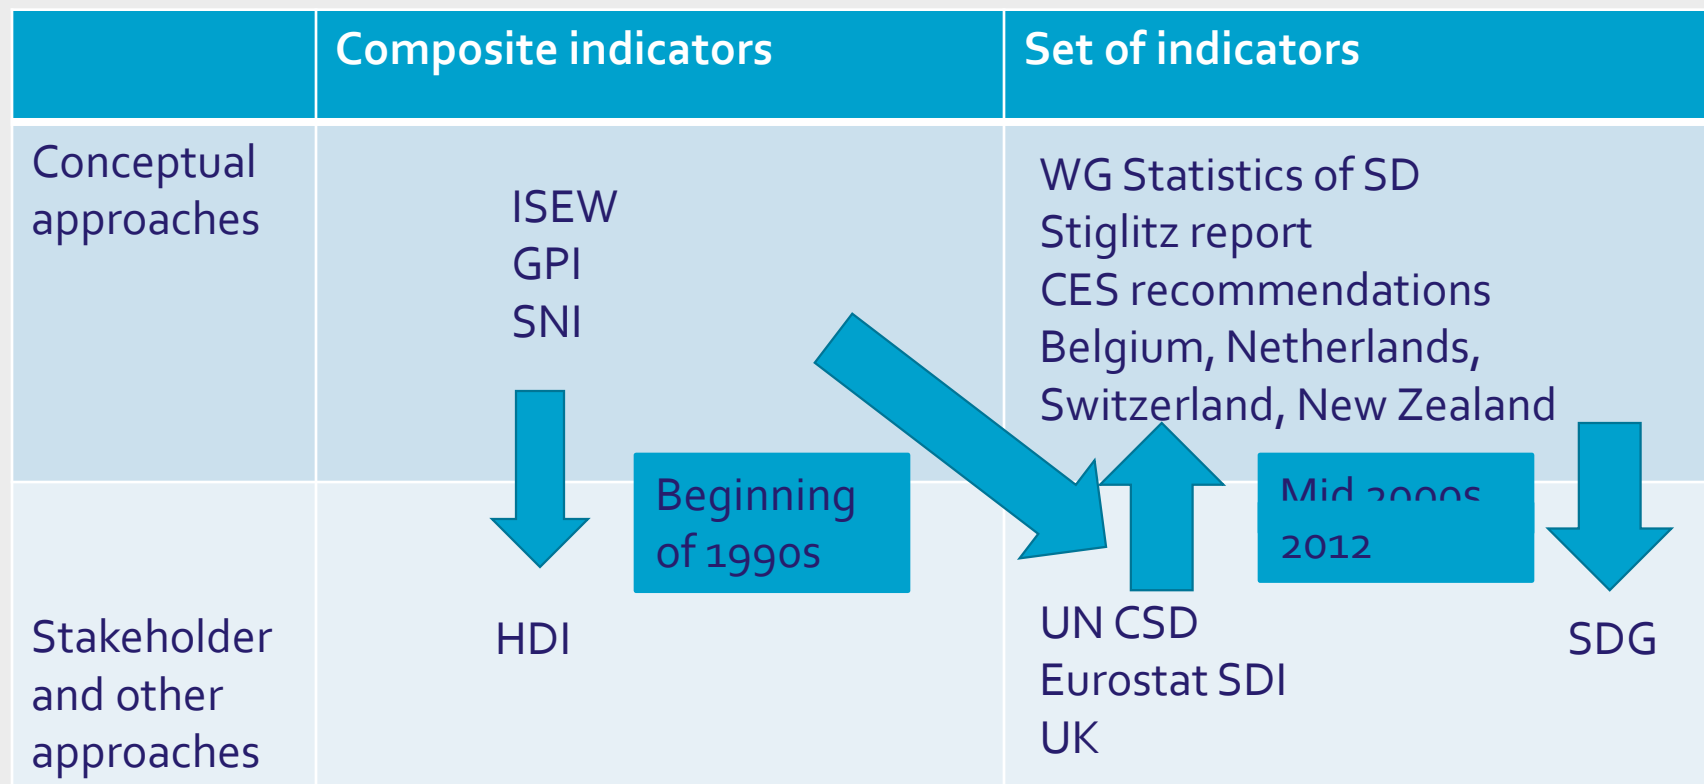 Composite indicators
Set of indicators
Conceptual
approaches
ISEW
GPI
SNI
WG Statistics of SD
Stiglitz report
CES recommendations
Belgium, Netherlands,
Switzerland, New Zealand
Beginning
of 1990s
Mid 2000s
2012
Stakeholder
and other
approaches
HDI
UN CSD
Eurostat SDI
UK
SDG